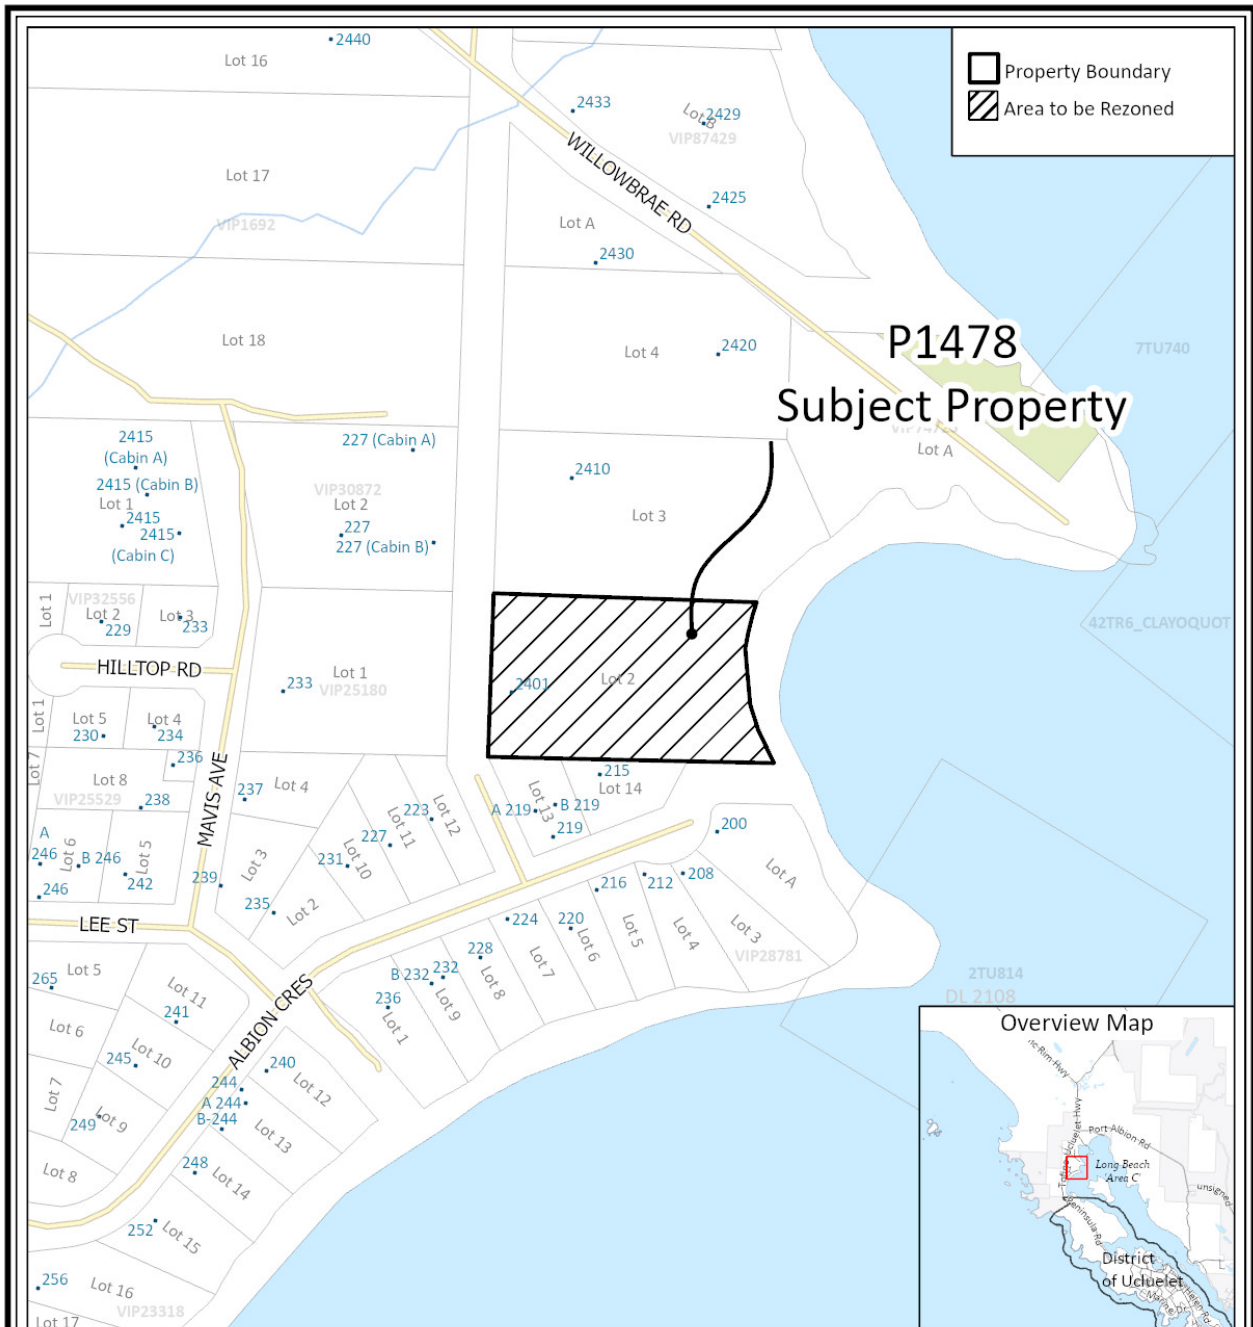 2440
Lot 16
Property Boundary
Area to be Rezoned
2433
Lot B
2429
VIP87429
WILLOWBRAE RD
Lot 17
2425
VIP1692
Lot A
2430
Lot 18
Lot 4
2420
P1478
Subject Property
7TU740
Lot A
2415
(Cabin A)
2415 (Cabin B)
Lot 1
2415
2415
(Cabin C)
227 (Cabin A)
VIP30872
Lot 2
227
227 (Cabin B)
2410
Lot 3
Lot 1
VIP32556
Lot 2
229
Lot 3
233
42TR6_CLAYOQUOT
HILLTOP RD
233
Lot 1
VIP25180
2401
Lot 2
Lot 1
Lot 5
230
Lot 4
234
236
Lot 7
Lot 8
VIP25529
238
MAVIS AVE
237
Lot 4
223
Lot 12
227
Lot 11
231
Lot 10
A 219
Lot 13
B 219
219
215
Lot 14
200
A
246
Lot 6
B 246
Lot 5
242
246
239
Lot 3
235
Lot 2
216
212
208
Lot A
LEE ST
224
220
Lot 6
Lot 5
Lot 4
Lot 3
VIP28781
228
Lot 7
Lot 8
B 232
232
Lot 9
236
Lot 1
2TU814
DL 2108
Lot 5
265
Lot 11
241
ALBION CRES
Lot 6
Lot 10
245
240
Lot 12
Lot 7
244
A 244
B-244
249
Lot 9
Lot 13
Lot 8
248
Lot 14
252
Lot 15
256
Lot 16
VIP23318
Lot 17
Overview Map
Tofino-Ucluelet Hwy
Port Albion Rd
Long Beach
'Area C'
unsigned
Peninsula Rd
District
of Ucluelet
Helen Rd